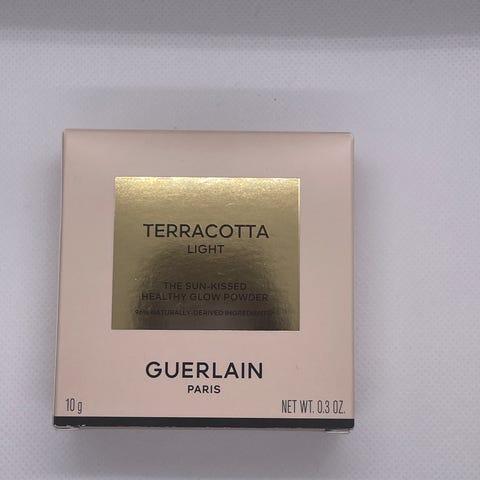 TERRACOTTA
LIGHT
THE SUN-KISSED
HEALTHY GLOW POWDER
96% NATURALLY-DERIVED INGREDIENTS
GUERLAIN
PARIS
10 g
NET WT. 0.3 OZ.